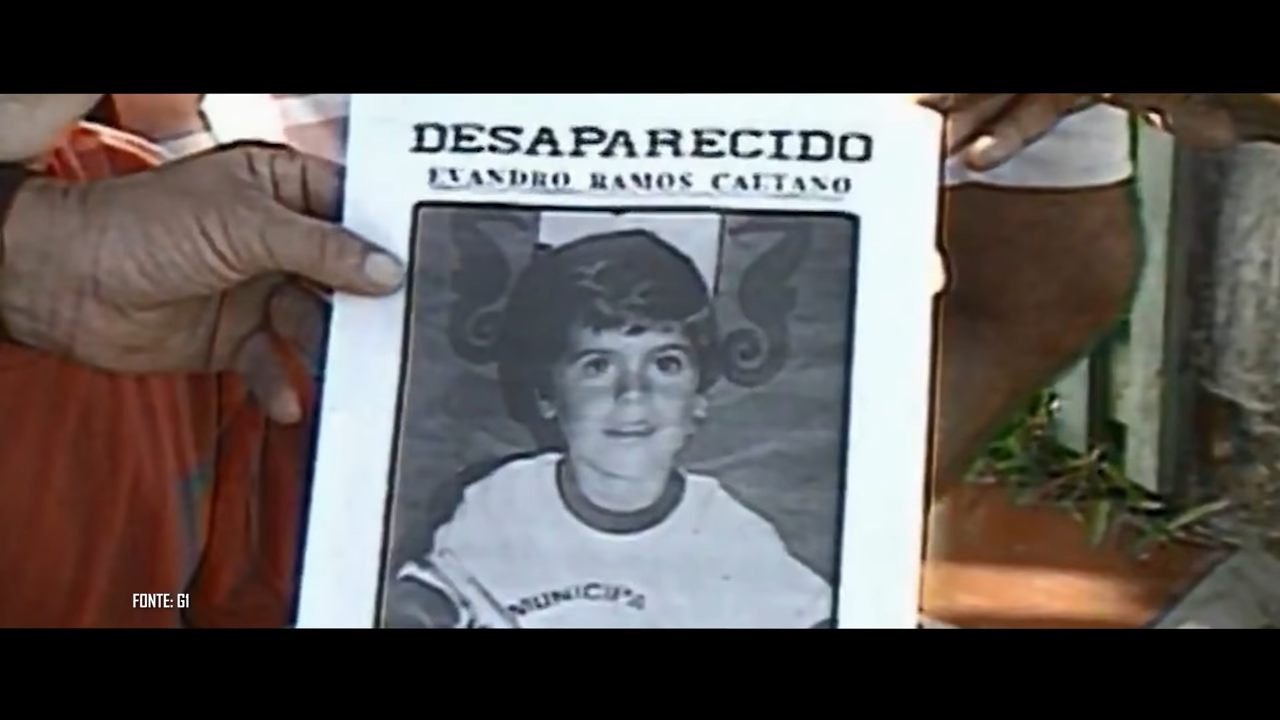 DESAPARECIDO
EVANDRO RAMOS CAETANO
MUNICIPA
FONTE: G1